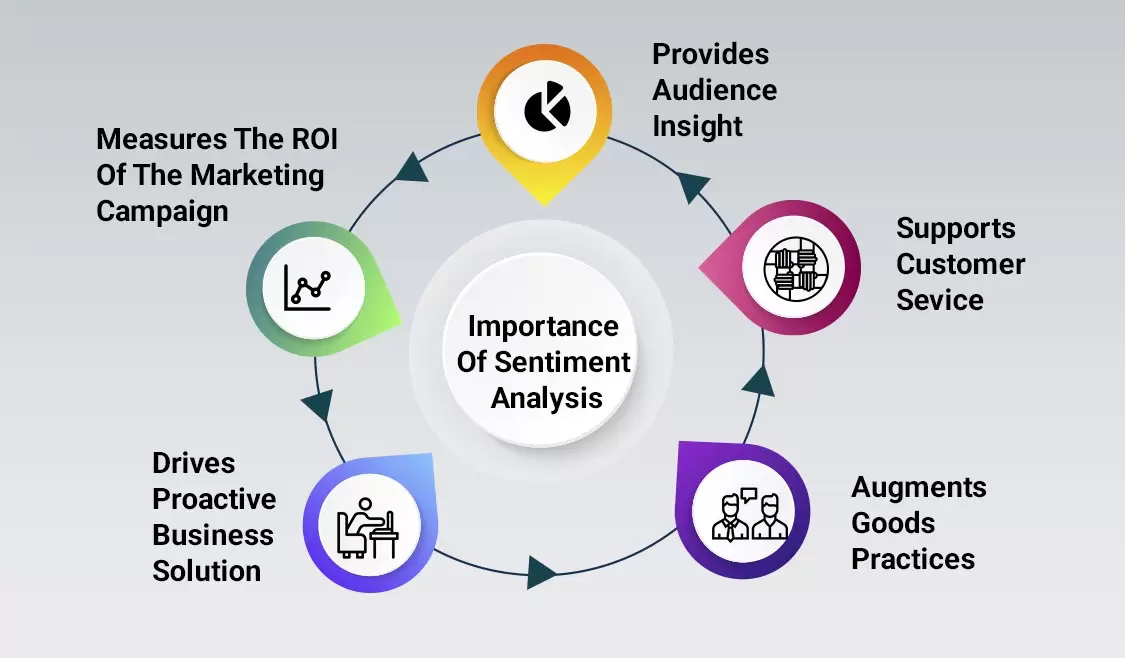 Provides
Audience
Insight
Measures The ROI
Of The Marketing
Campaign
Supports
Customer
Sevice
Importance
Of Sentiment
Analysis
Drives
Proactive
Business
Solution
Augments
Goods
Practices